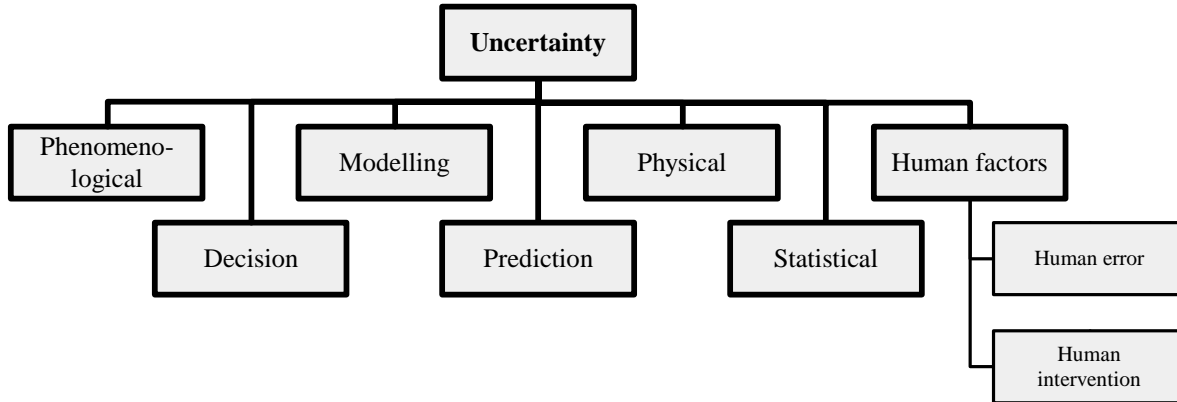 Uncertainty
Phenomeno-
logical
Modelling
Physical
Human factors
Decision
Prediction
Statistical
Human error
Human
intervention